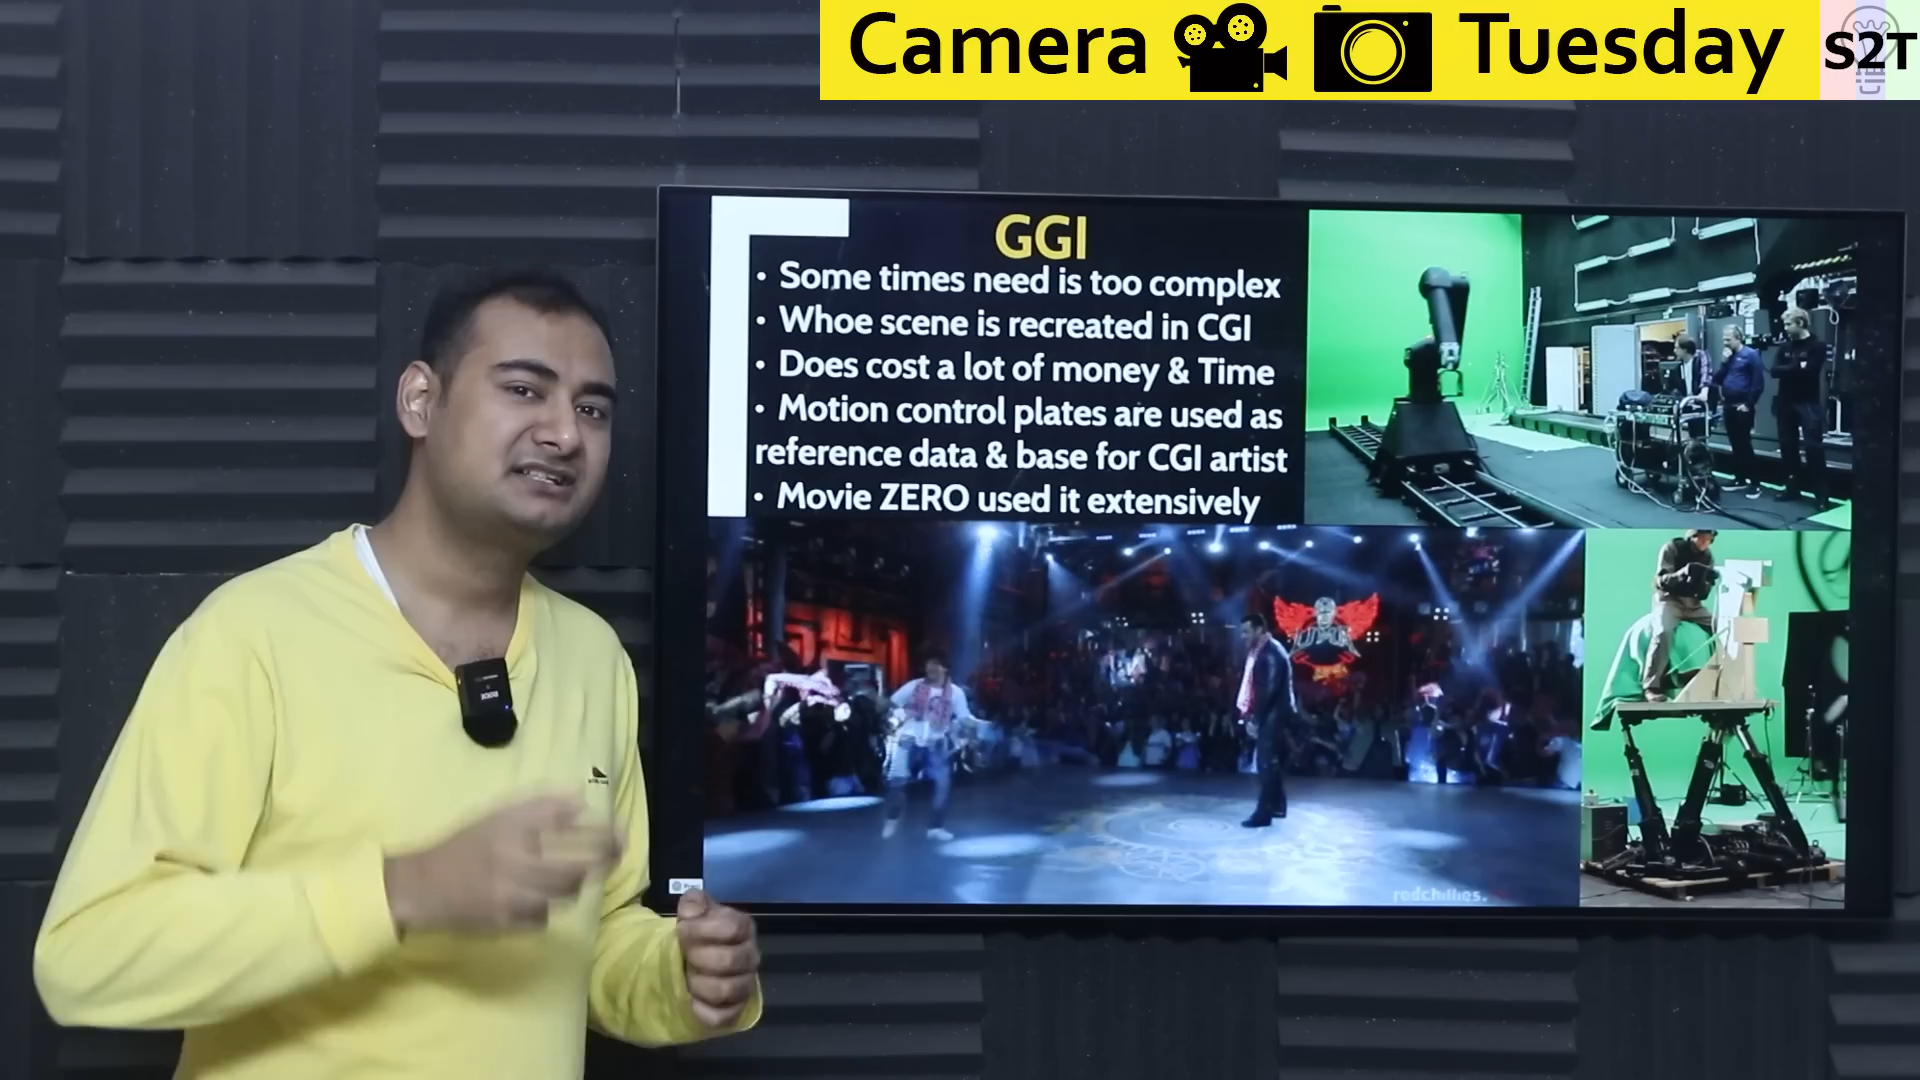 Camera Tuesday
S2T
GGI
• Some times need is too complex
• Whoe scene is recreated in CGI
• Does cost a lot of money & Time
• Motion control plates are used as
reference data & base for CGI artist
• Movie ZERO used it extensively
redchillies.
RODE